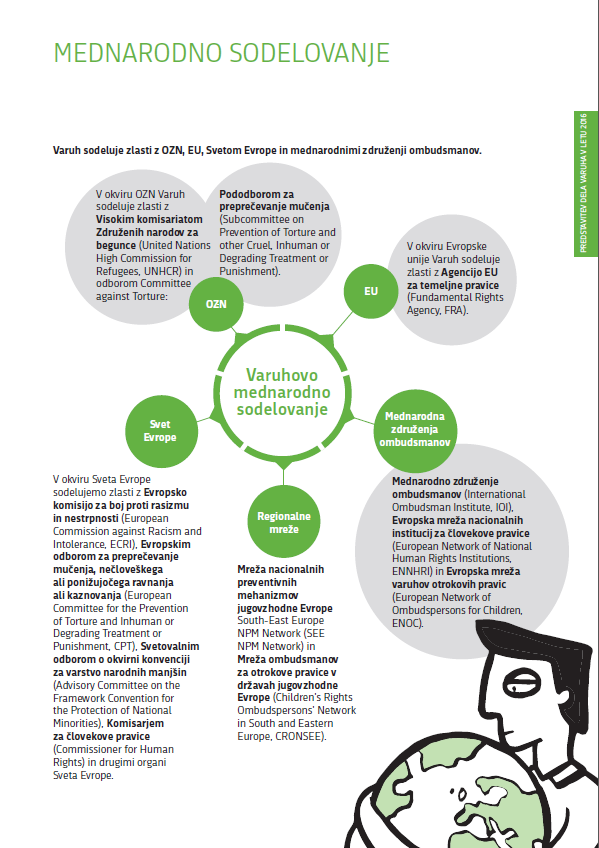 MEDNARODNO SODELOVANJE
PREDSTAVITEV DELA VARUHA V LETU 2016
Varuh sodeluje zlasti z OZN, EU, Svetom Evrope in mednarodnimi združenji ombudsmanov.
V okviru OZN Varuh
sodeluje zlasti z
Visokim komisariatom
Združenih narodov za
begunce (United Nations
High Commission for
Refugees, UNHCR) in
odborom Committee
against Torture:
Pododborom za
preprečevanje mučenja
(Subcommittee on
Prevention of Torture and
other Cruel, Inhuman or
Degrading Treatment or
Punishment).
OZN
EU
V okviru Evropske
unije Varuh sodeluje
zlasti z Agencijo EU
za temeljne pravice
(Fundamental Rights
Agency, FRA).
Varuhovo
mednarodno
sodelovanje
Svet
Evrope
Mednarodna
združenja
ombudsmanov
Regionalne
mreže
V okviru Sveta Evrope
sodelujemo zlasti z Evropsko
komisijo za boj proti rasizmu
in nestrpnosti (European
Commission against Racism and
Intolerance, ECRI), Evropskim
odborom za preprečevanje
mučenja, nečloveškega
ali ponižujočega ravnanja
ali kaznovanja (European
Committee for the Prevention
of Torture and Inhuman or
Degrading Treatment or
Punishment, CPT), Svetovalnim
odborom o okvirni konvenciji
za varstvo narodnih manjšin
(Advisory Committee on the
Framework Convention for
the Protection of National
Minorities), Komisarjem
za človekove pravice
(Commissioner for Human
Rights) in drugimi organi
Sveta Evrope.
Mreža nacionalnih
preventivnih
mehanizmov
jugovzhodne Evrope
South-East Europe
NPM Network (SEE
NPM Network) in
Mreža ombudsmanov
za otrokove pravice v
državah jugovzhodne
Evrope (Children's Rights
Ombudspersons' Network
in South and Eastern
Europe, CRONSEE).
Mednarodno združenje
ombudsmanov (International
Ombudsman Institute, IOI),
Evropska mreža nacionalnih
institucij za človekove pravice
(European Network of National
Human Rights Institutions,
ENNHRI) in Evropska mreža
varuhov otrokovih pravic
(European Network of
Ombudspersons for Children,
ENOC).